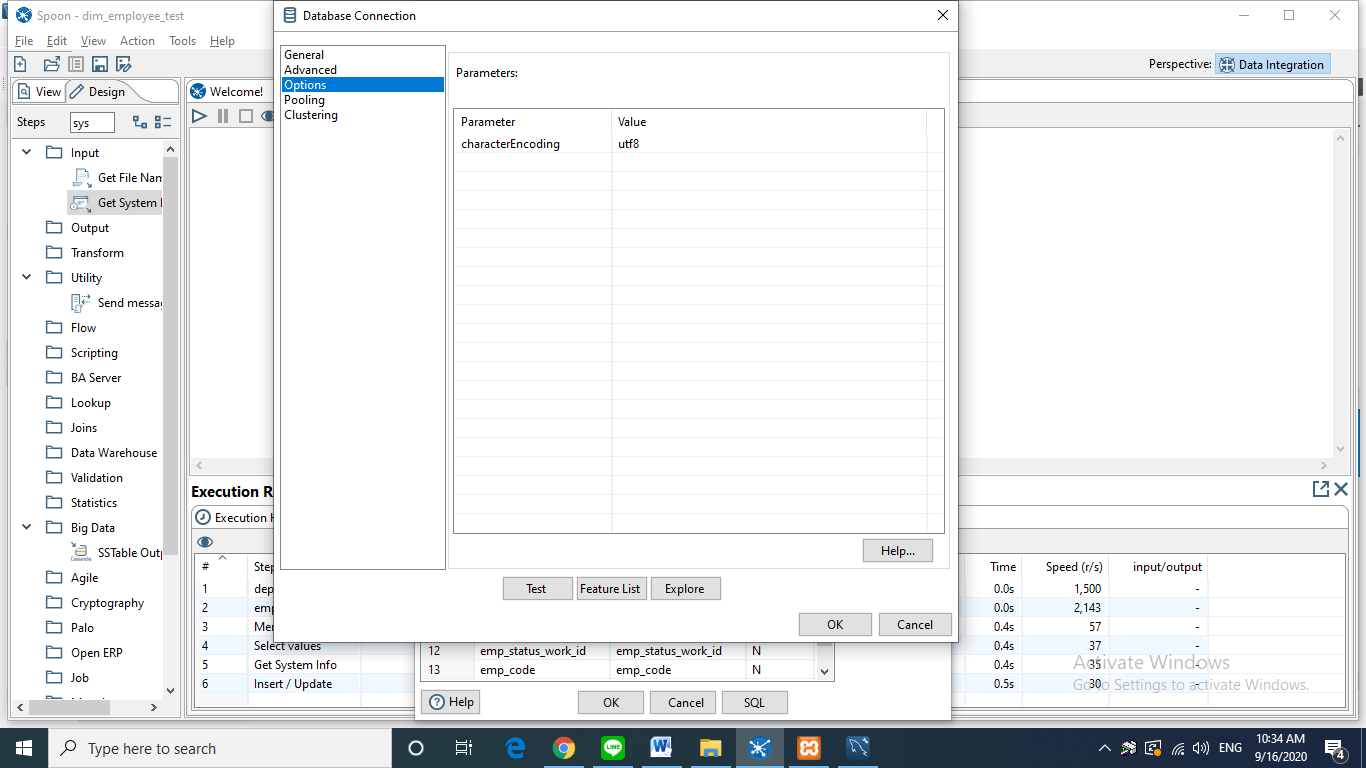 Spoon - dim_employee_test
File Edit View Action Tools Help
Perspective: Data Integration
View Design
Steps sys
Input
Get File Nam
Get System I
Output
Transform
Utility
Send messa
Flow
Scripting
BA Server
Lookup
Joins
Data Warehouse
Validation
Statistics
Big Data
SSTable Outp
Agile
Cryptography
Palo
Open ERP
Job
Welcome!
Database Connection
General
Advanced
Options
Pooling
Clustering
Parameters:
Parameter Value
characterEncoding utf8
Help...
Test Feature List Explore
OK Cancel
Execution R
Execution H
# Step Time Speed (r/s) input/output
1 dep 0.0s 1,500 -
2 emp 0.0s 2,143 -
3 Mer 0.4s 57 -
4 Select values 0.4s 37 -
5 Get System Info 0.4s 35 -
6 Insert / Update 0.5s 30 -
12 emp_status_work_id emp_status_work_id N
13 emp_code emp_code N
Help OK Cancel SQL
Activate Windows
Go to Settings to activate Windows.
Type here to search
ENG
10:34 AM
9/16/2020
4